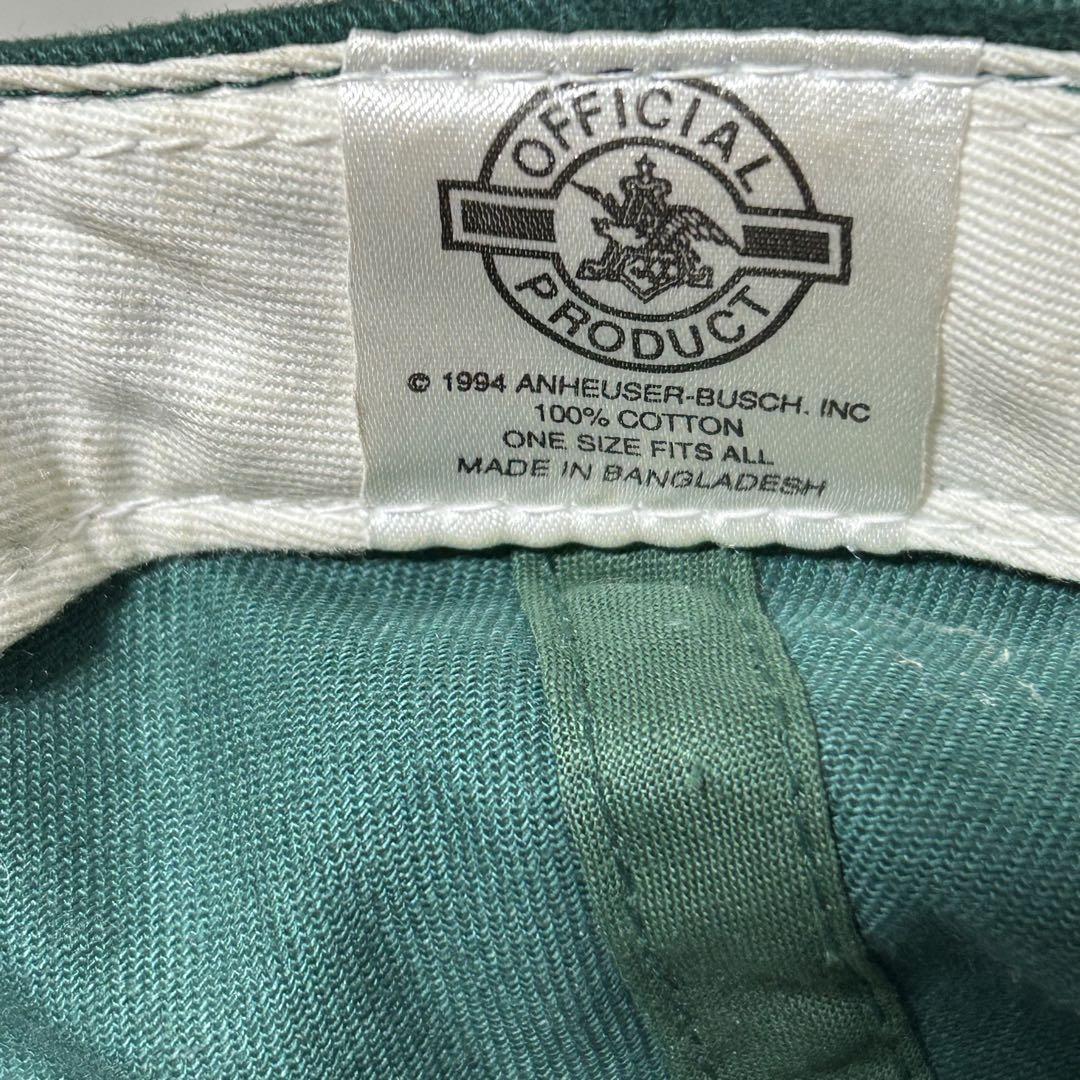 OFFICIAL
PRODUCT
© 1994 ANHEUSER-BUSCH. INC
100% COTTON
ONE SIZE FITS ALL
MADE IN BANGLADESH